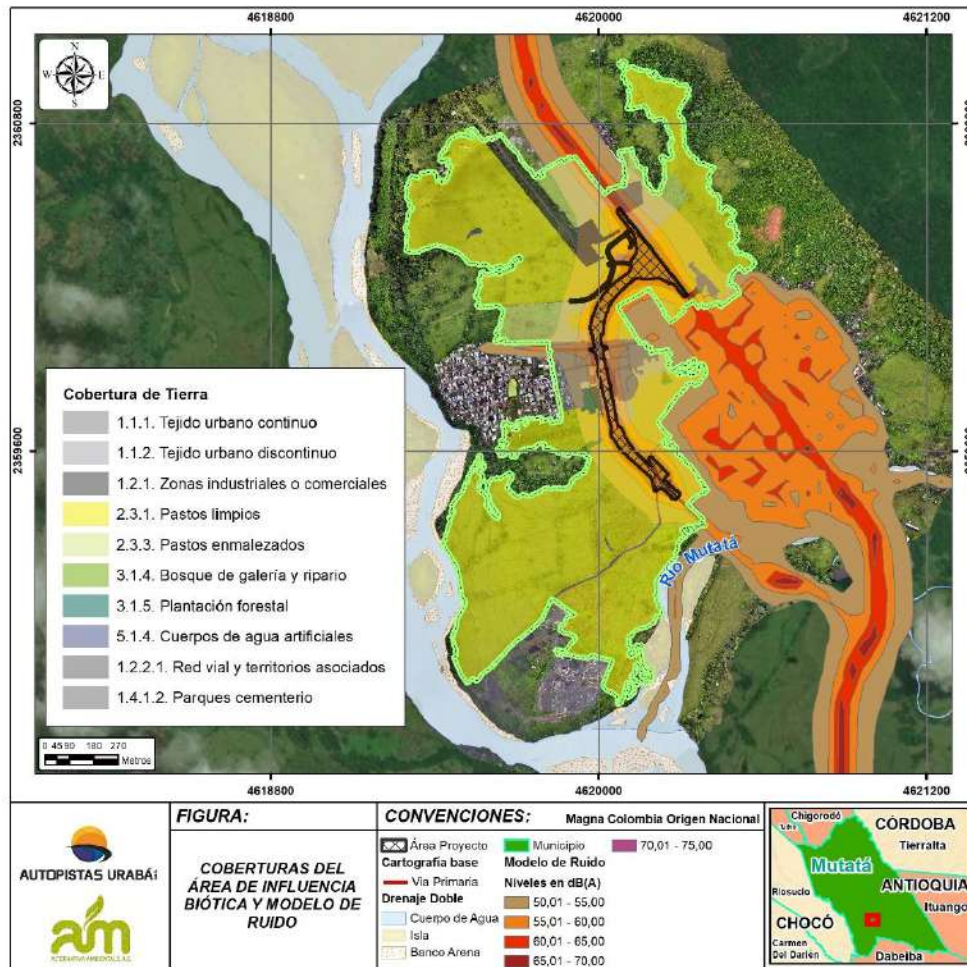 4618800
4620000
4621200
N
W
E
S
2360800
2359600
Río Mutatá
Cobertura de Tierra
1.1.1. Tejido urbano continuo
1.1.2. Tejido urbano discontinuo
1.2.1. Zonas industriales o comerciales
2.3.1. Pastos limpios
2.3.3. Pastos enmalezados
3.1.4. Bosque de galería y ripario
3.1.5. Plantación forestal
5.1.4. Cuerpos de agua artificiales
1.2.2.1. Red vial y territorios asociados
1.4.1.2. Parques cementerio
0 45 90 180 270
Metros
4618800
4620000
4621200
AUTOPISTAS URABÁ
am
FIGURA:
COBERTURAS DEL
ÁREA DE INFLUENCIA
BIÓTICA Y MODELO DE
RUIDO
CONVENCIONES:
Magna Colombia Origen Nacional
Área Proyecto
Cartografía base
Vía Primaria
Drenaje Doble
Cuerpo de Agua
Isla
Banco Arena
Municipio
Modelo de Ruido
Niveles en dB(A)
50,01 - 55,00
55,01 - 60,00
60,01 - 65,00
65,01 - 70,00
70,01 - 75,00
Chigorodó
CÓRDOBA
Tierralta
Mutatá
ANTIOQUIA
Riosucio
Ituango
CHOCÓ
Carmen
Del Darién
Dabeiba